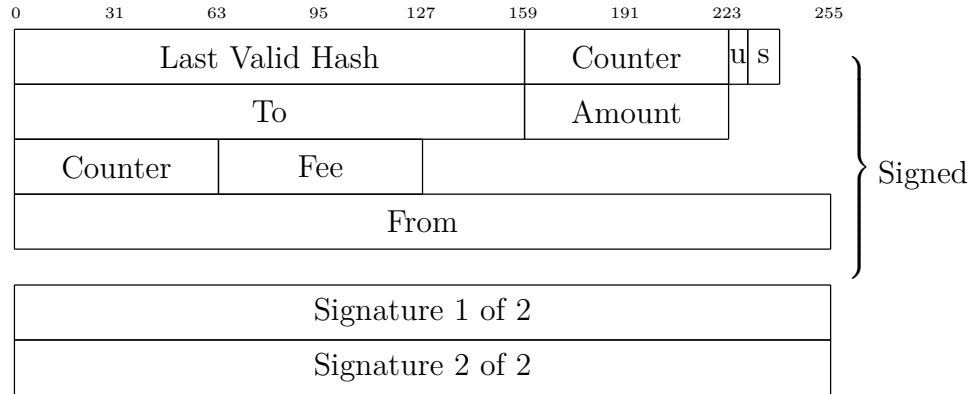 0 31 63 95 127 159 191 223 255
Last Valid Hash Counter u s
To Amount
Counter Fee
Signed
From
Signature 1 of 2
Signature 2 of 2